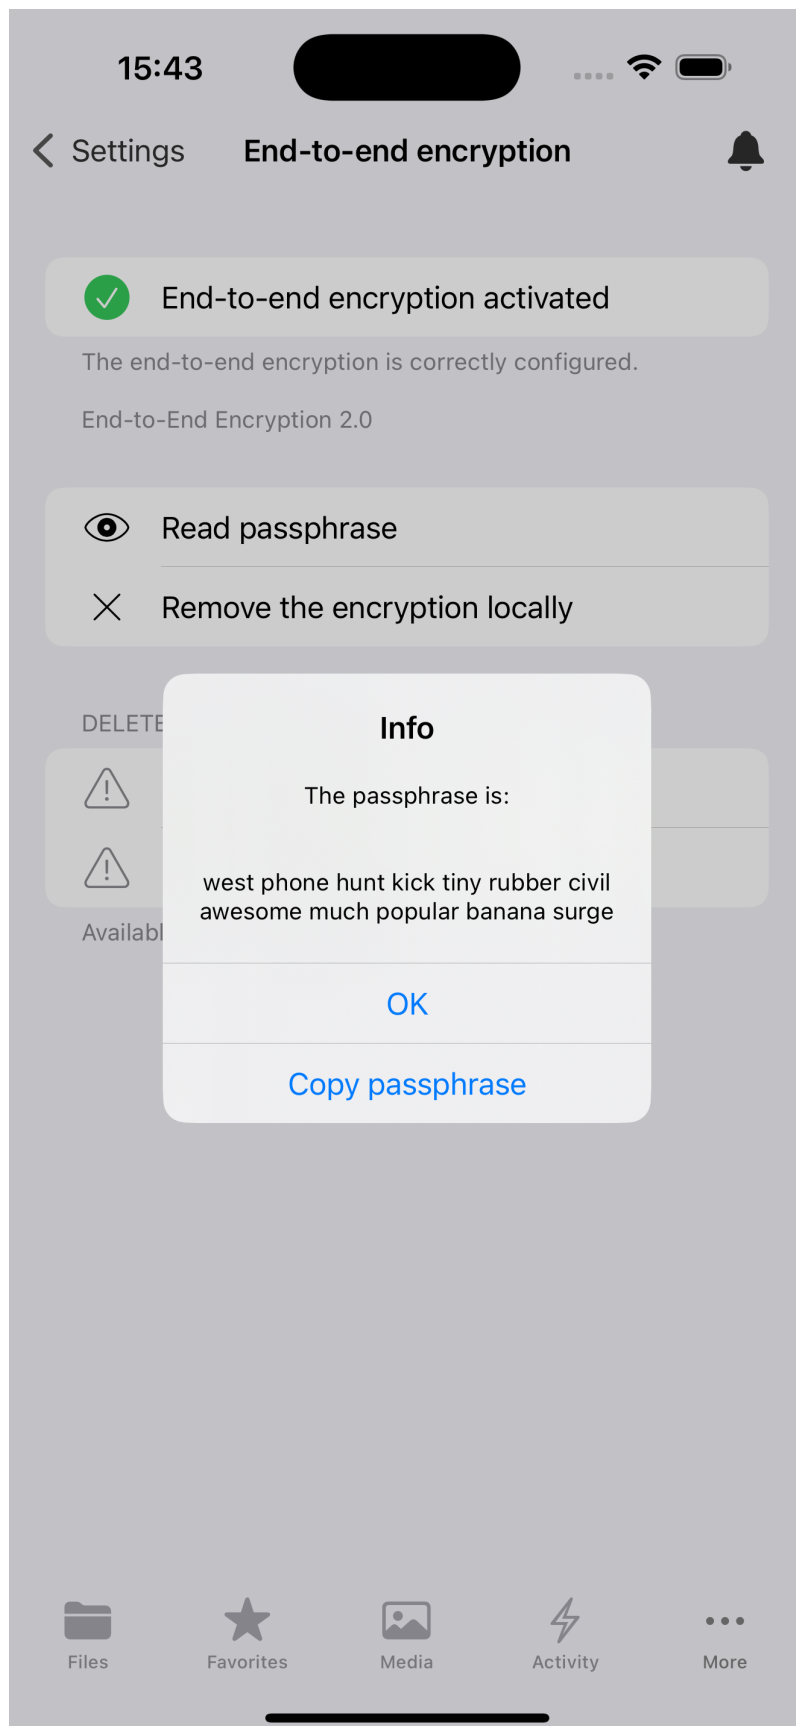 15:43
Settings
End-to-end encryption
End-to-end encryption activated
The end-to-end encryption is correctly configured.
End-to-End Encryption 2.0
Read passphrase
Remove the encryption locally
DELETE
Info
The passphrase is:
west phone hunt kick tiny rubber civil
awesome much popular banana surge
OK
Copy passphrase
Files
Favorites
Media
Activity
More